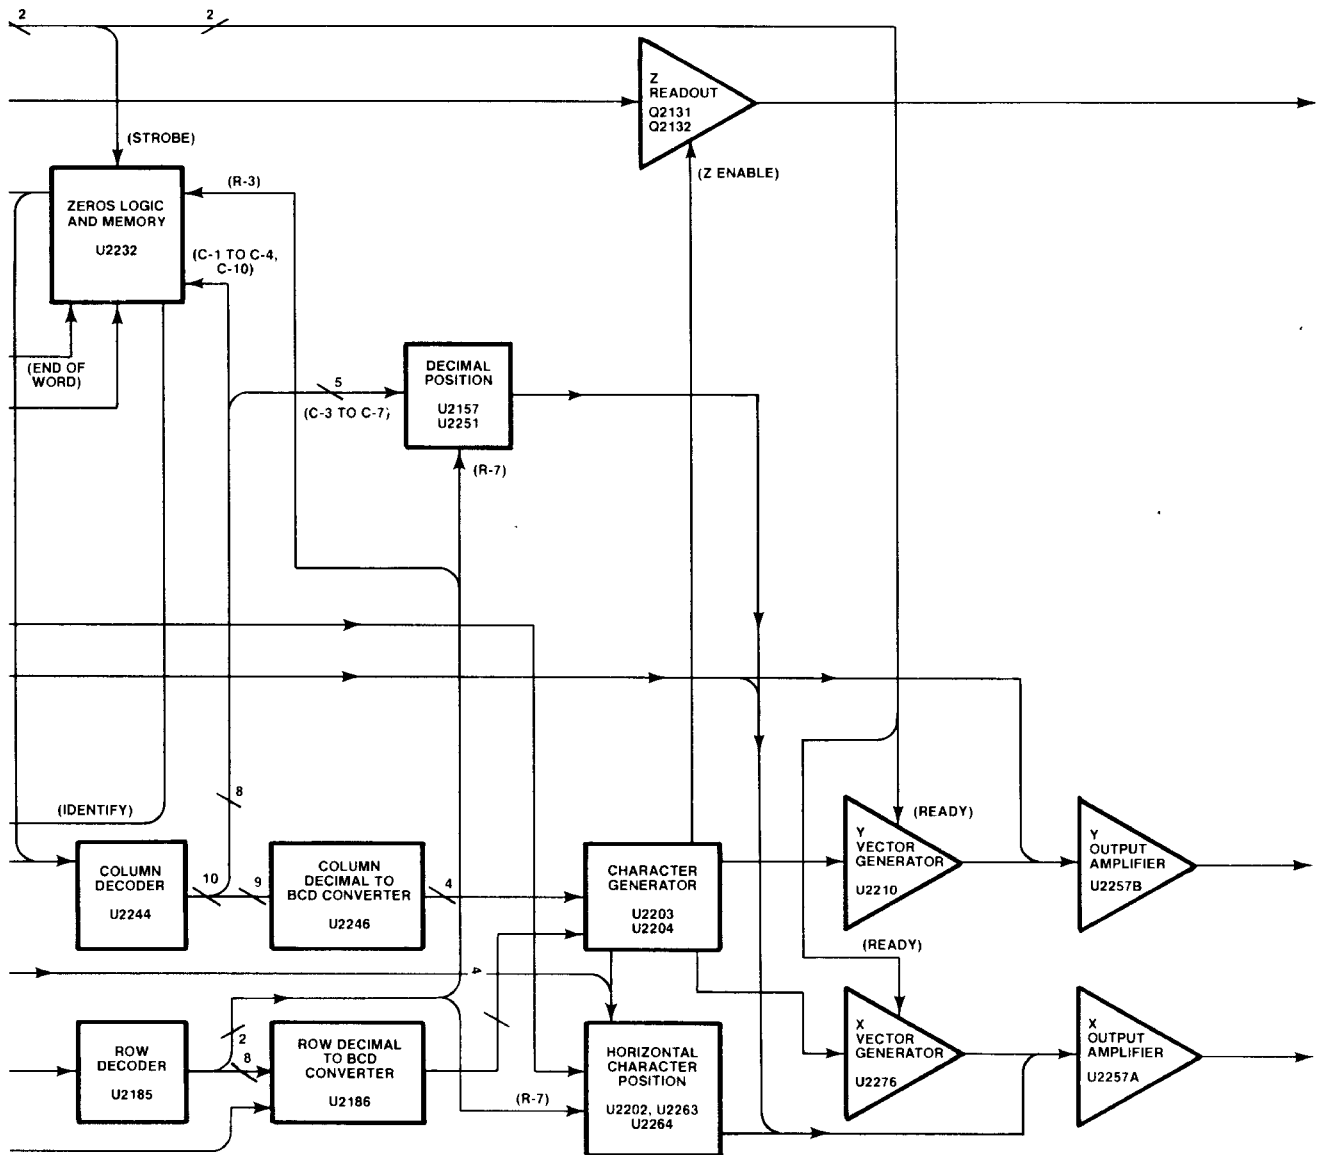 2
2
Z
READOUT
Q2131
Q2132
(STROBE)
(Z ENABLE)
(R-3)
ZEROS LOGIC
AND MEMORY
U2232
(C-1 TO C-4,
C-10)
(END OF
WORD)
DECIMAL
POSITION
U2157
U2251
5
(C-3 TO C-7)
(R-7)
8
(IDENTIFY)
(READY)
COLUMN
DECODER
U2244
10
9
COLUMN
DECIMAL TO
BCD CONVERTER
U2246
4
CHARACTER
GENERATOR
U2203
U2204
Y
VECTOR
GENERATOR
U2210
Y
OUTPUT
AMPLIFIER
U2257B
(READY)
4
ROW
DECODER
U2185
2
8
ROW DECIMAL
TO BCD
CONVERTER
U2186
(R-7)
HORIZONTAL
CHARACTER
POSITION
U2202, U2263
U2264
X
VECTOR
GENERATOR
U2276
X
OUTPUT
AMPLIFIER
U2257A